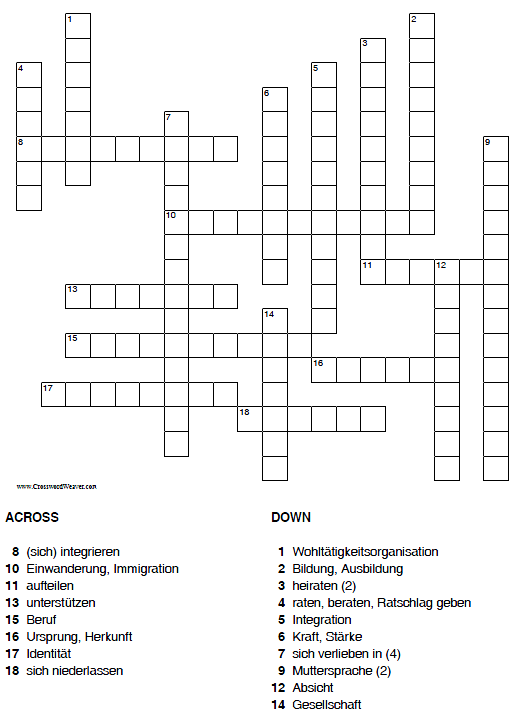 1 2
3
4 5
6
7
8 9
10
11 12
13 14
15
16
17
18
www.CrosswordWeaver.com
ACROSS
8 (sich) integrieren
10 Einwanderung, Immigration
11 aufteilen
13 unterstützen
15 Beruf
16 Ursprung, Herkunft
17 Identität
18 sich niederlassen
DOWN
1 Wohltätigkeitsorganisation
2 Bildung, Ausbildung
3 heiraten (2)
4 raten, beraten, Ratschlag geben
5 Integration
6 Kraft, Stärke
7 sich verlieben in (4)
9 Muttersprache (2)
12 Absicht
14 Gesellschaft